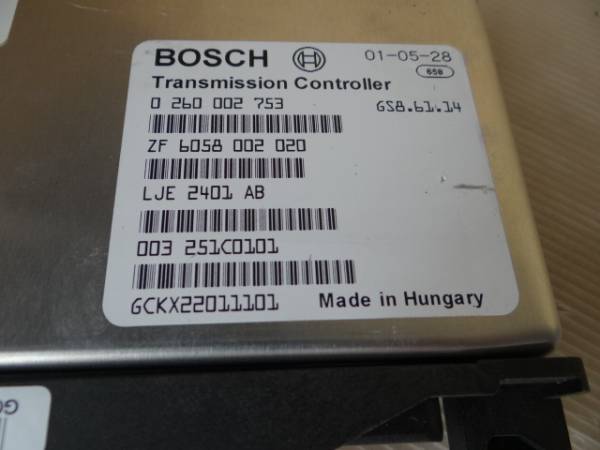 BOSCH 01-05-28
658
Transmission Controller
0 260 002 753 GS8.61.14
ZF 6058 002 020
LJE 2401 AB
003 251C0101
GCKX22011101 Made in Hungary